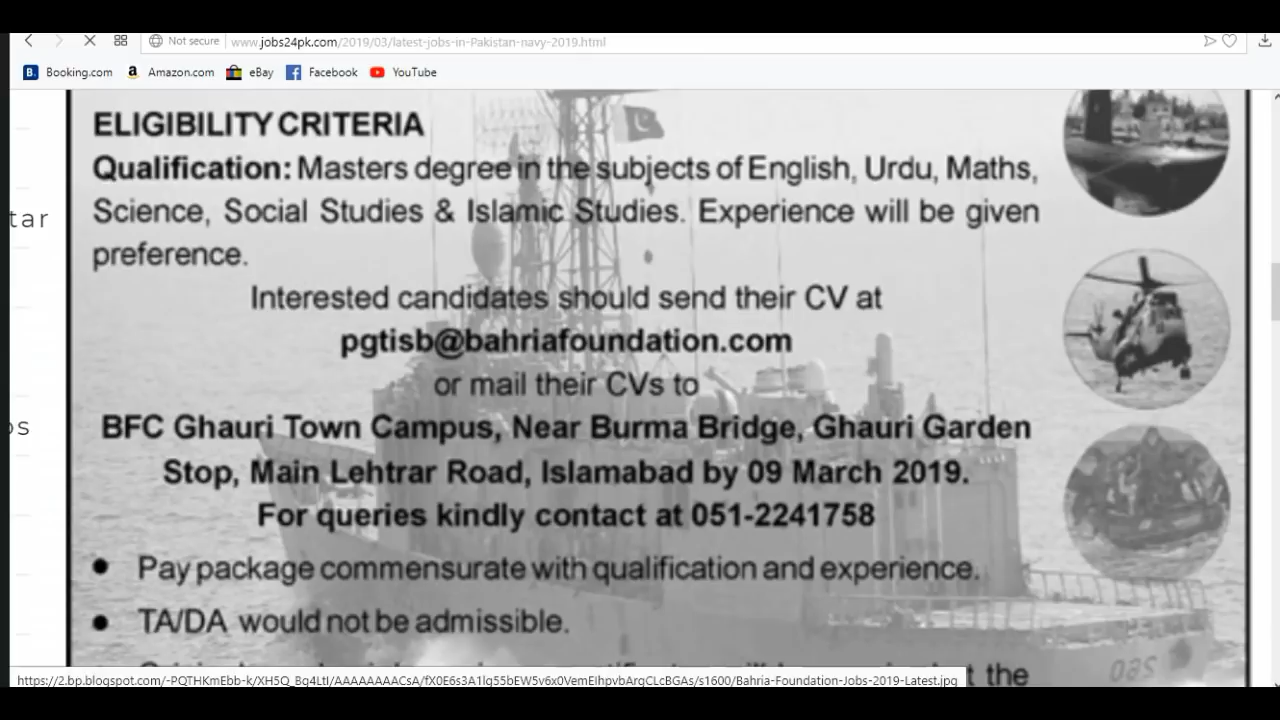 Not secure www.jobs24pk.com/2019/03/latest-jobs-in-Pakistan-navy-2019.html
Booking.com Amazon.com eBay Facebook YouTube
ELIGIBILITY CRITERIA
Qualification: Masters degree in the subjects of English, Urdu, Maths,
Science, Social Studies & Islamic Studies. Experience will be given
preference.
tar
Interested candidates should send their CV at
pgtisb@bahriafoundation.com
or mail their CVs to
BFC Ghauri Town Campus, Near Burma Bridge, Ghauri Garden
Stop, Main Lehtrar Road, Islamabad by 09 March 2019.
For queries kindly contact at 051-2241758
• Pay package commensurate with qualification and experience.
• TA/DA would not be admissible.
t the